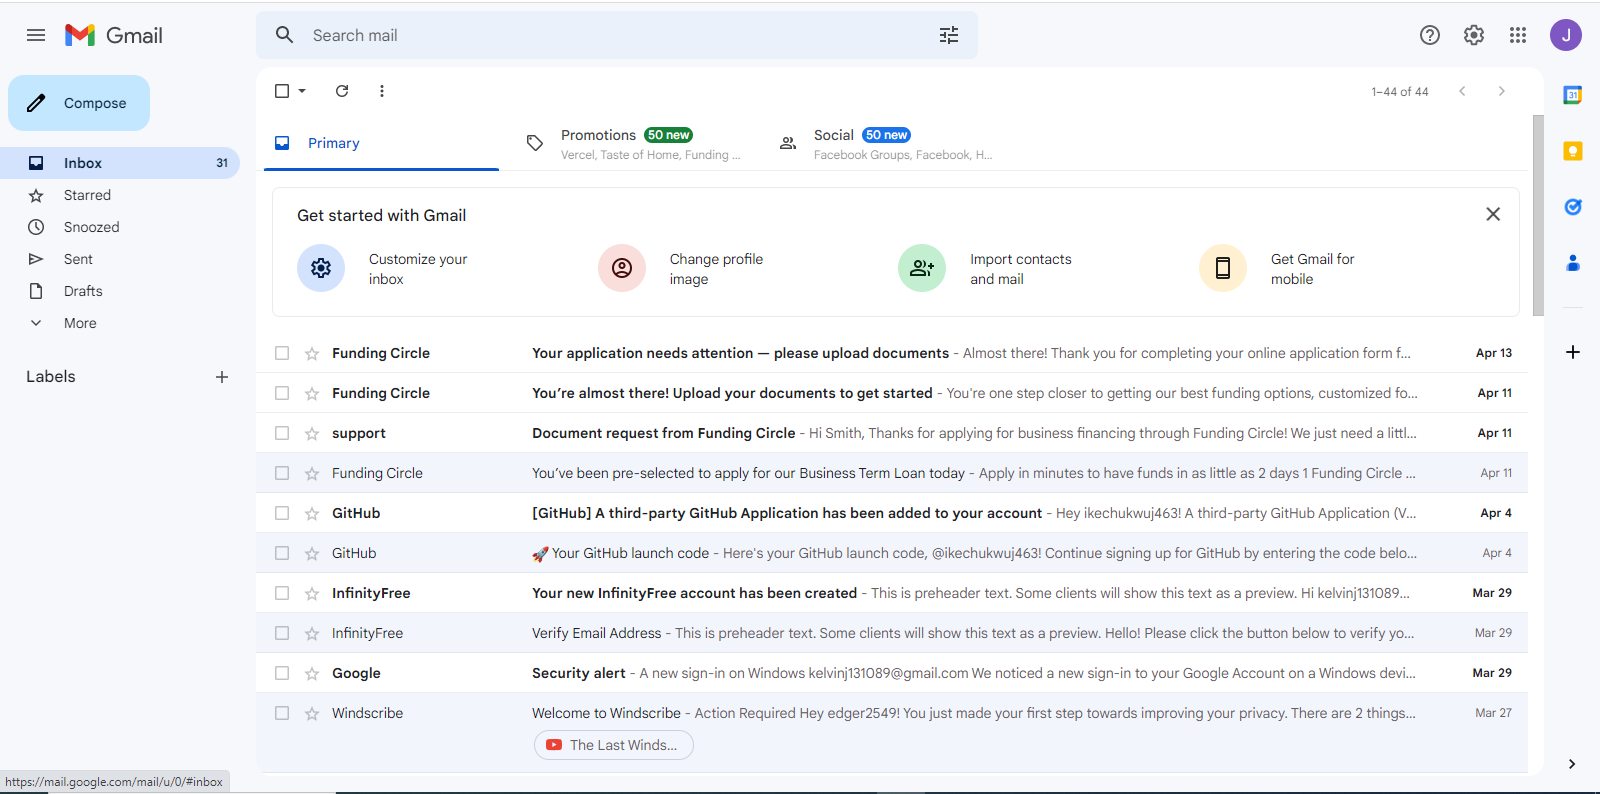 Gmail
Search mail
J
Compose
1–44 of 44
31
Primary
Promotions 50 new
Vercel, Taste of Home, Funding ...
Social 50 new
Facebook Groups, Facebook, H...
Inbox 31
Starred
Snoozed
Sent
Drafts
More
Labels
Get started with Gmail
Customize your
inbox
Change profile
image
Import contacts
and mail
Get Gmail for
mobile
Funding Circle Your application needs attention — please upload documents - Almost there! Thank you for completing your online application form f... Apr 13
Funding Circle You’re almost there! Upload your documents to get started - You're one step closer to getting our best funding options, customized fo... Apr 11
support Document request from Funding Circle - Hi Smith, Thanks for applying for business financing through Funding Circle! We just need a littl... Apr 11
Funding Circle You’ve been pre-selected to apply for our Business Term Loan today - Apply in minutes to have funds in as little as 2 days 1 Funding Circle ... Apr 11
GitHub [GitHub] A third-party GitHub Application has been added to your account - Hey ikechukwuj463! A third-party GitHub Application (V... Apr 4
GitHub 🚀 Your GitHub launch code - Here's your GitHub launch code, @ikechukwuj463! Continue signing up for GitHub by entering the code belo... Apr 4
InfinityFree Your new InfinityFree account has been created - This is preheader text. Some clients will show this text as a preview. Hi kelvinj131089... Mar 29
InfinityFree Verify Email Address - This is preheader text. Some clients will show this text as a preview. Hello! Please click the button below to verify yo... Mar 29
Google Security alert - A new sign-in on Windows kelvinj131089@gmail.com We noticed a new sign-in to your Google Account on a Windows devi... Mar 29
Windscribe Welcome to Windscribe - Action Required Hey edger2549! You just made your first step towards improving your privacy. There are 2 things... Mar 27
The Last Winds...
https://mail.google.com/mail/u/0/#inbox